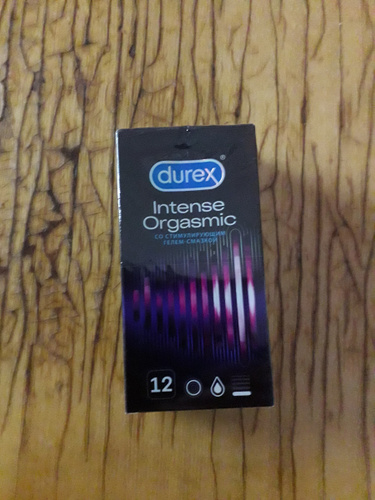 durex®
Intense
Orgasmic
СО СТИМУЛИРУЮЩИМ
ГЕЛЕМ-СМАЗКОЙ
12